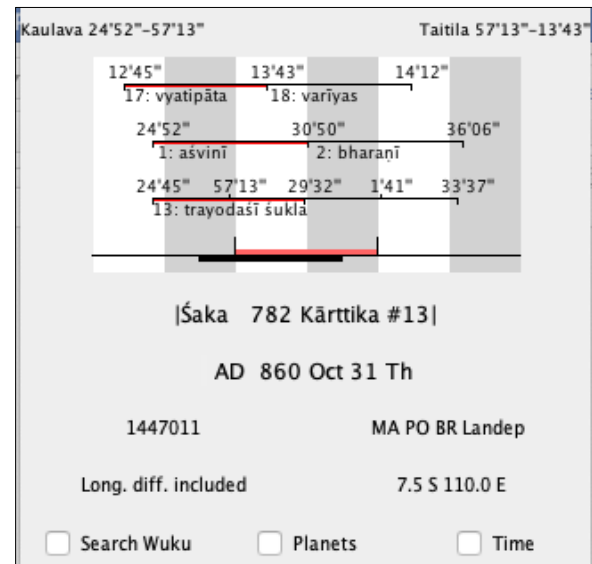 Kaulava 24'52"-57'13" Taitila 57'13"-13'43"
12'45" 13'43" 14'12"
17: vyatipāta 18: varīyas
24'52" 30'50" 36'06"
1: aśvinī 2: bharaṇī
24'45" 57'13" 29'32" 1'41" 33'37"
13: trayodaśī śukla
|Śaka 782 Kārttika #13|
AD 860 Oct 31 Th
1447011 MA PO BR Landep
Long. diff. included 7.5 S 110.0 E
Search Wuku Planets Time